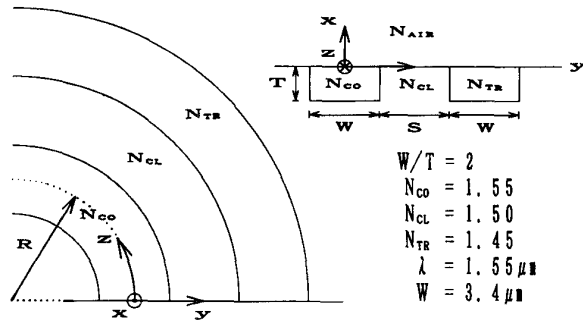 x
N_AIR
z
y
T
N_CO
N_CL
N_TR
W
S
W
N_TR
N_CL
N_CO
R
z
x
y
W/T = 2
N_CO = 1.55
N_CL = 1.50
N_TR = 1.45
λ = 1.55μm
W = 3.4μm